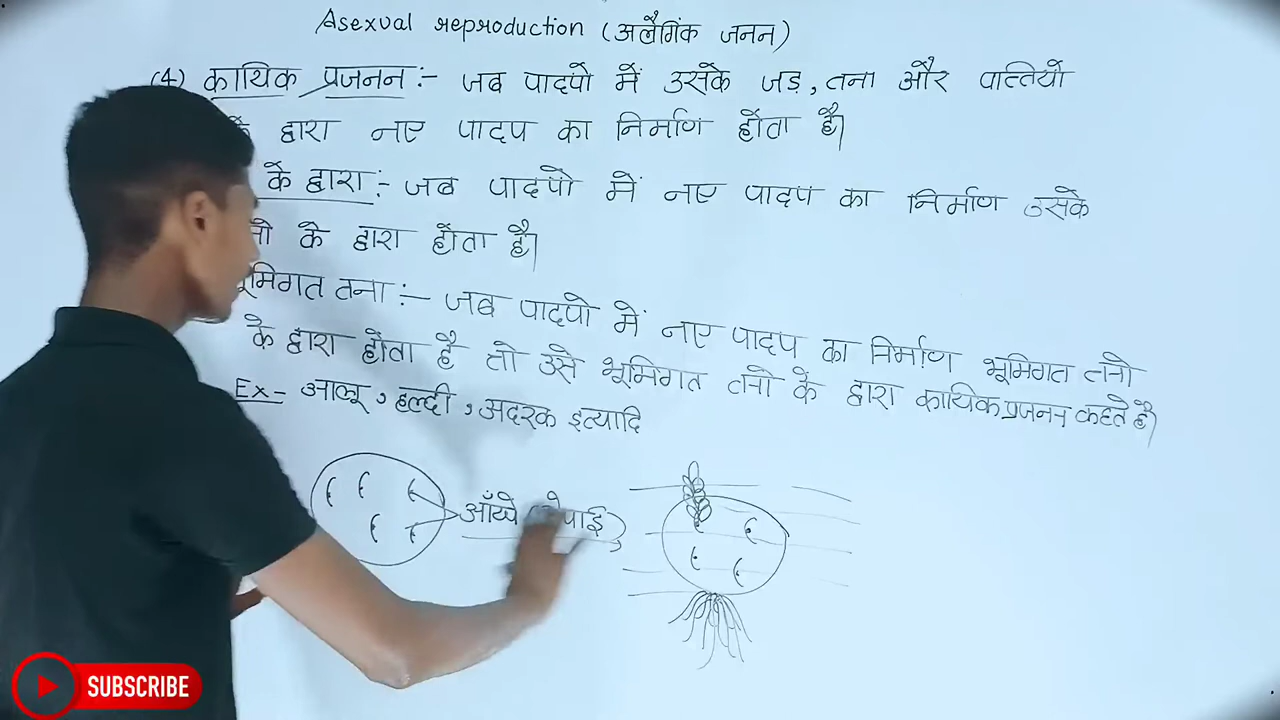 Asexual reproduction (अलैगिंक जनन)
(4) कायिक प्रजनन :- जब पादपो में उसके जड़, तना और पत्तियो
के द्वारा नए पादप का निर्माण होता है।
के द्वारा :- जब पादपो में नए पादप का निर्माण उसके
के द्वारा होता है।
भूमिगत तना :- जब पादपो में नए पादप का निर्माण भूमिगत तनो
के द्वारा होता है तो उसे भूमिगत तनो के द्वारा कायिक प्रजनन कहते है।
Ex- आलू, हल्दी, अदरक इत्यादि
आँखे
SUBSCRIBE